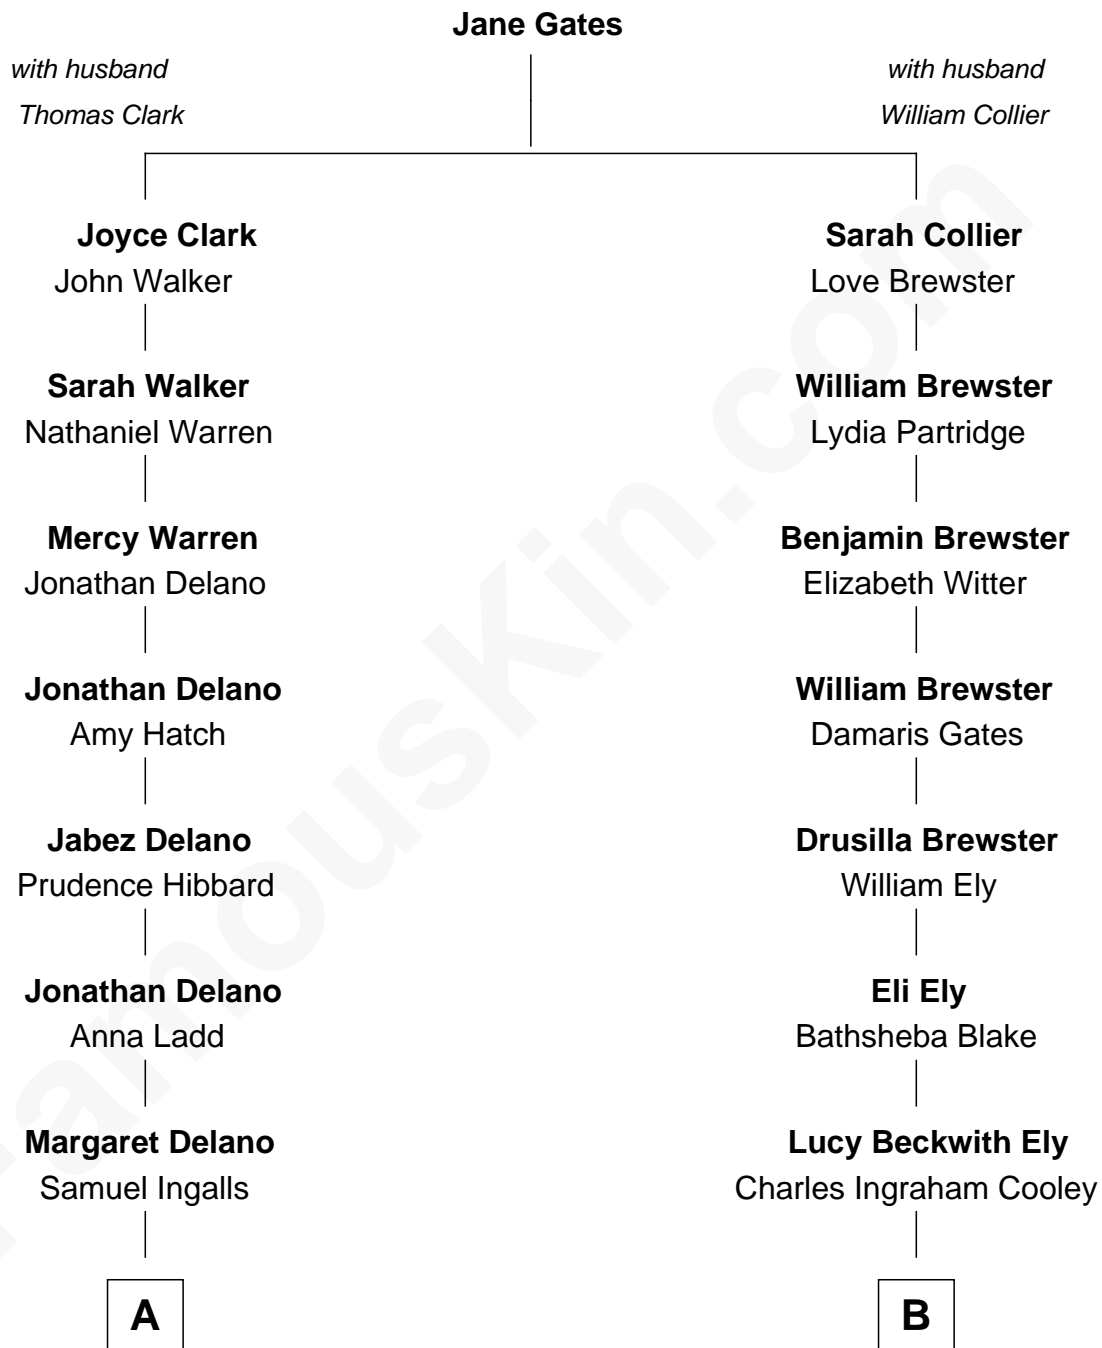 Jane Gates
with husband
Thomas Clark
with husband
William Collier
Joyce Clark
John Walker
Sarah Collier
Love Brewster
Sarah Walker
Nathaniel Warren
William Brewster
Lydia Partridge
Mercy Warren
Jonathan Delano
Benjamin Brewster
Elizabeth Witter
Jonathan Delano
Amy Hatch
William Brewster
Damaris Gates
Jabez Delano
Prudence Hibbard
Drusilla Brewster
William Ely
Jonathan Delano
Anna Ladd
Eli Ely
Bathsheba Blake
Margaret Delano
Samuel Ingalls
Lucy Beckwith Ely
Charles Ingraham Cooley
A
B
FamousKin.com